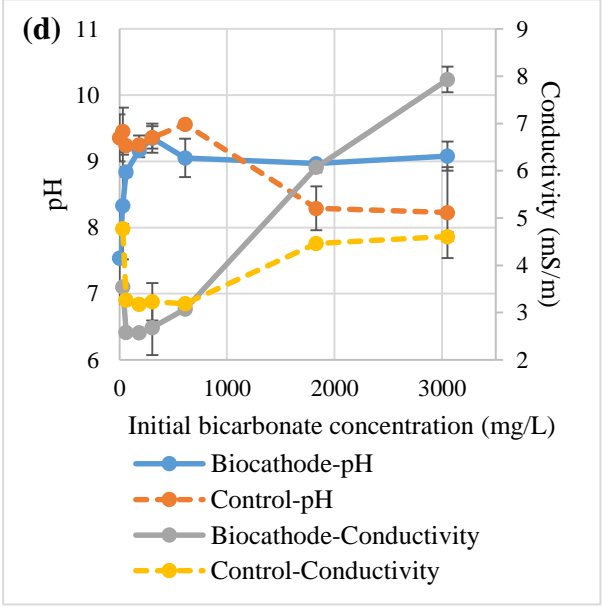 (d)
11
10
9
8
7
6
pH
9
8
7
6
5
4
3
2
Conductivity (mS/m)
0 1000 2000 3000
Initial bicarbonate concentration (mg/L)
Biocathode-pH
Control-pH
Biocathode-Conductivity
Control-Conductivity